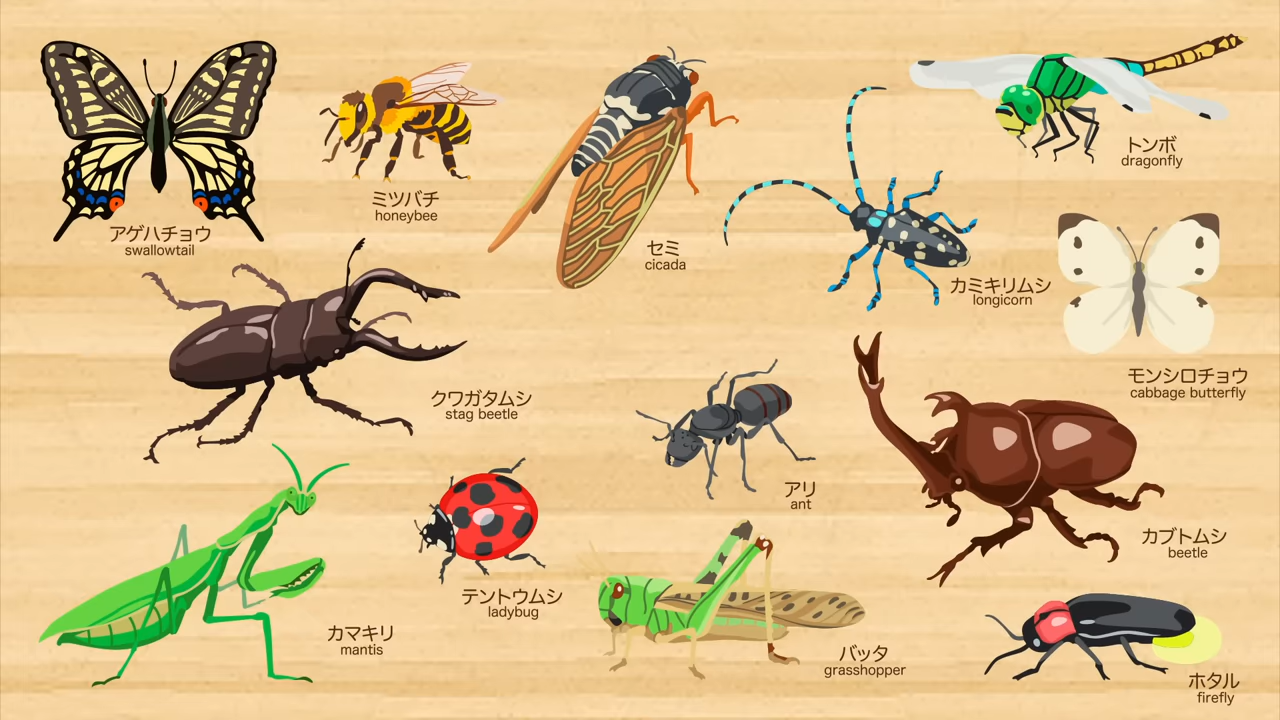 アゲハチョウ
swallowtail
ミツバチ
honeybee
セミ
cicada
トンボ
dragonfly
カミキリムシ
longicorn
モンシロチョウ
cabbage butterfly
クワガタムシ
stag beetle
アリ
ant
カブトムシ
beetle
テントウムシ
ladybug
カマキリ
mantis
バッタ
grasshopper
ホタル
firefly